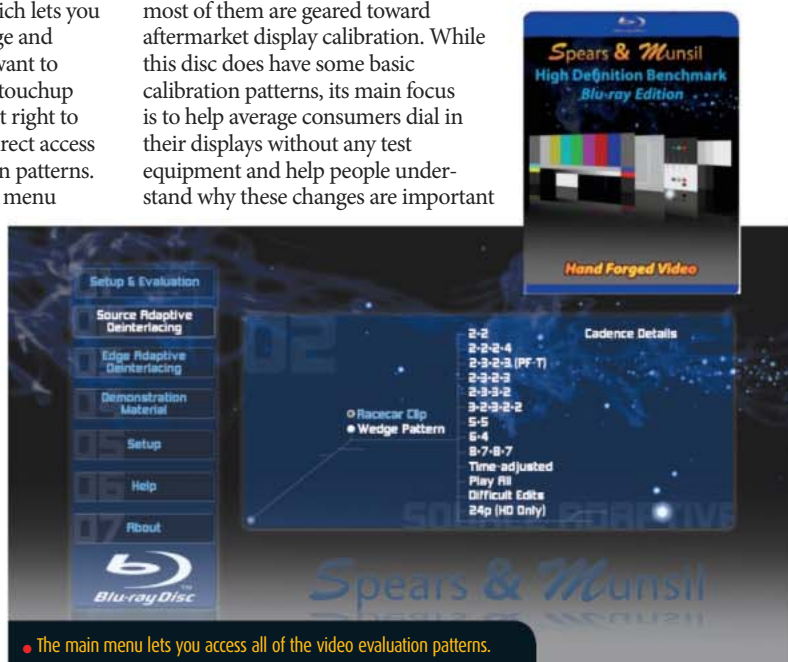 ich lets you
ge and
want to
touchup
t right to
rect access
n patterns.
menu
most of them are geared toward
aftermarket display calibration. While
this disc does have some basic
calibration patterns, its main focus
is to help average consumers dial in
their displays without any test
equipment and help people under-
stand why these changes are important
Spears & Munsil
High Definition Benchmark
Blu-ray Edition
Hand Forged Video
Setup & Evaluation
Source Adaptive
Deinterlacing
Edge Adaptive
Deinterlacing
Demonstration
Material
05
Setup
06
Help
07
About
Blu-ray Disc
02
Racecar Clip
Wedge Pattern
2-2
2-2-2-4
2-3-2-3 (PF-T)
2-3-2-3
2-3-3-2
3-2-3-2-2
5-5
6-4
8-7-8-7
Time-adjusted
Play All
Difficult Edits
24p (HD Only)
Cadence Details
SOURCE ADAPTIVE
Spears & Munsil
• The main menu lets you access all of the video evaluation patterns.